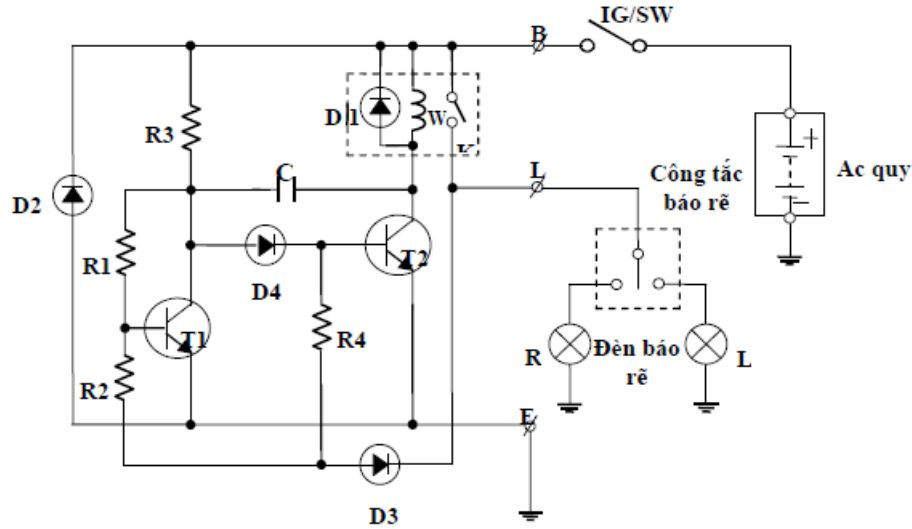 IG/SW
B
D1
W
K
R3
C
L
Công tắc
báo rẽ
+
Ac quy
-
D2
R1
D4
T2
T1
R4
R
Đèn báo
rẽ
L
R2
E
D3